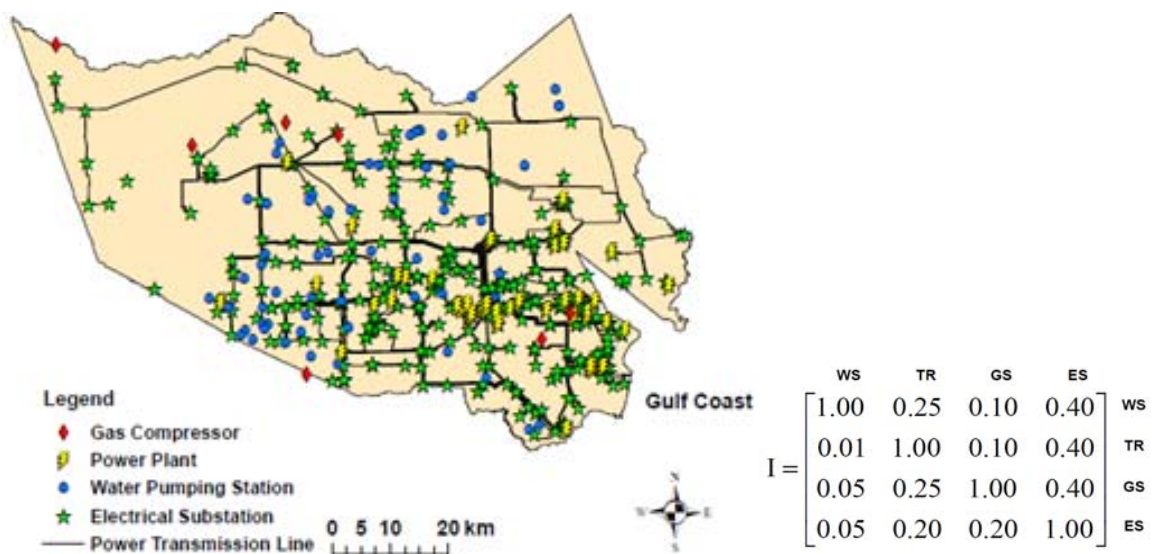 Gulf Coast
Legend
Gas Compressor
Power Plant
Water Pumping Station
Electrical Substation
Power Transmission Line
0 5 10 20 km
N
W E
S
WS TR GS ES
1.00 0.25 0.10 0.40 WS
0.01 1.00 0.10 0.40 TR
I =
0.05 0.25 1.00 0.40 GS
0.05 0.20 0.20 1.00 ES